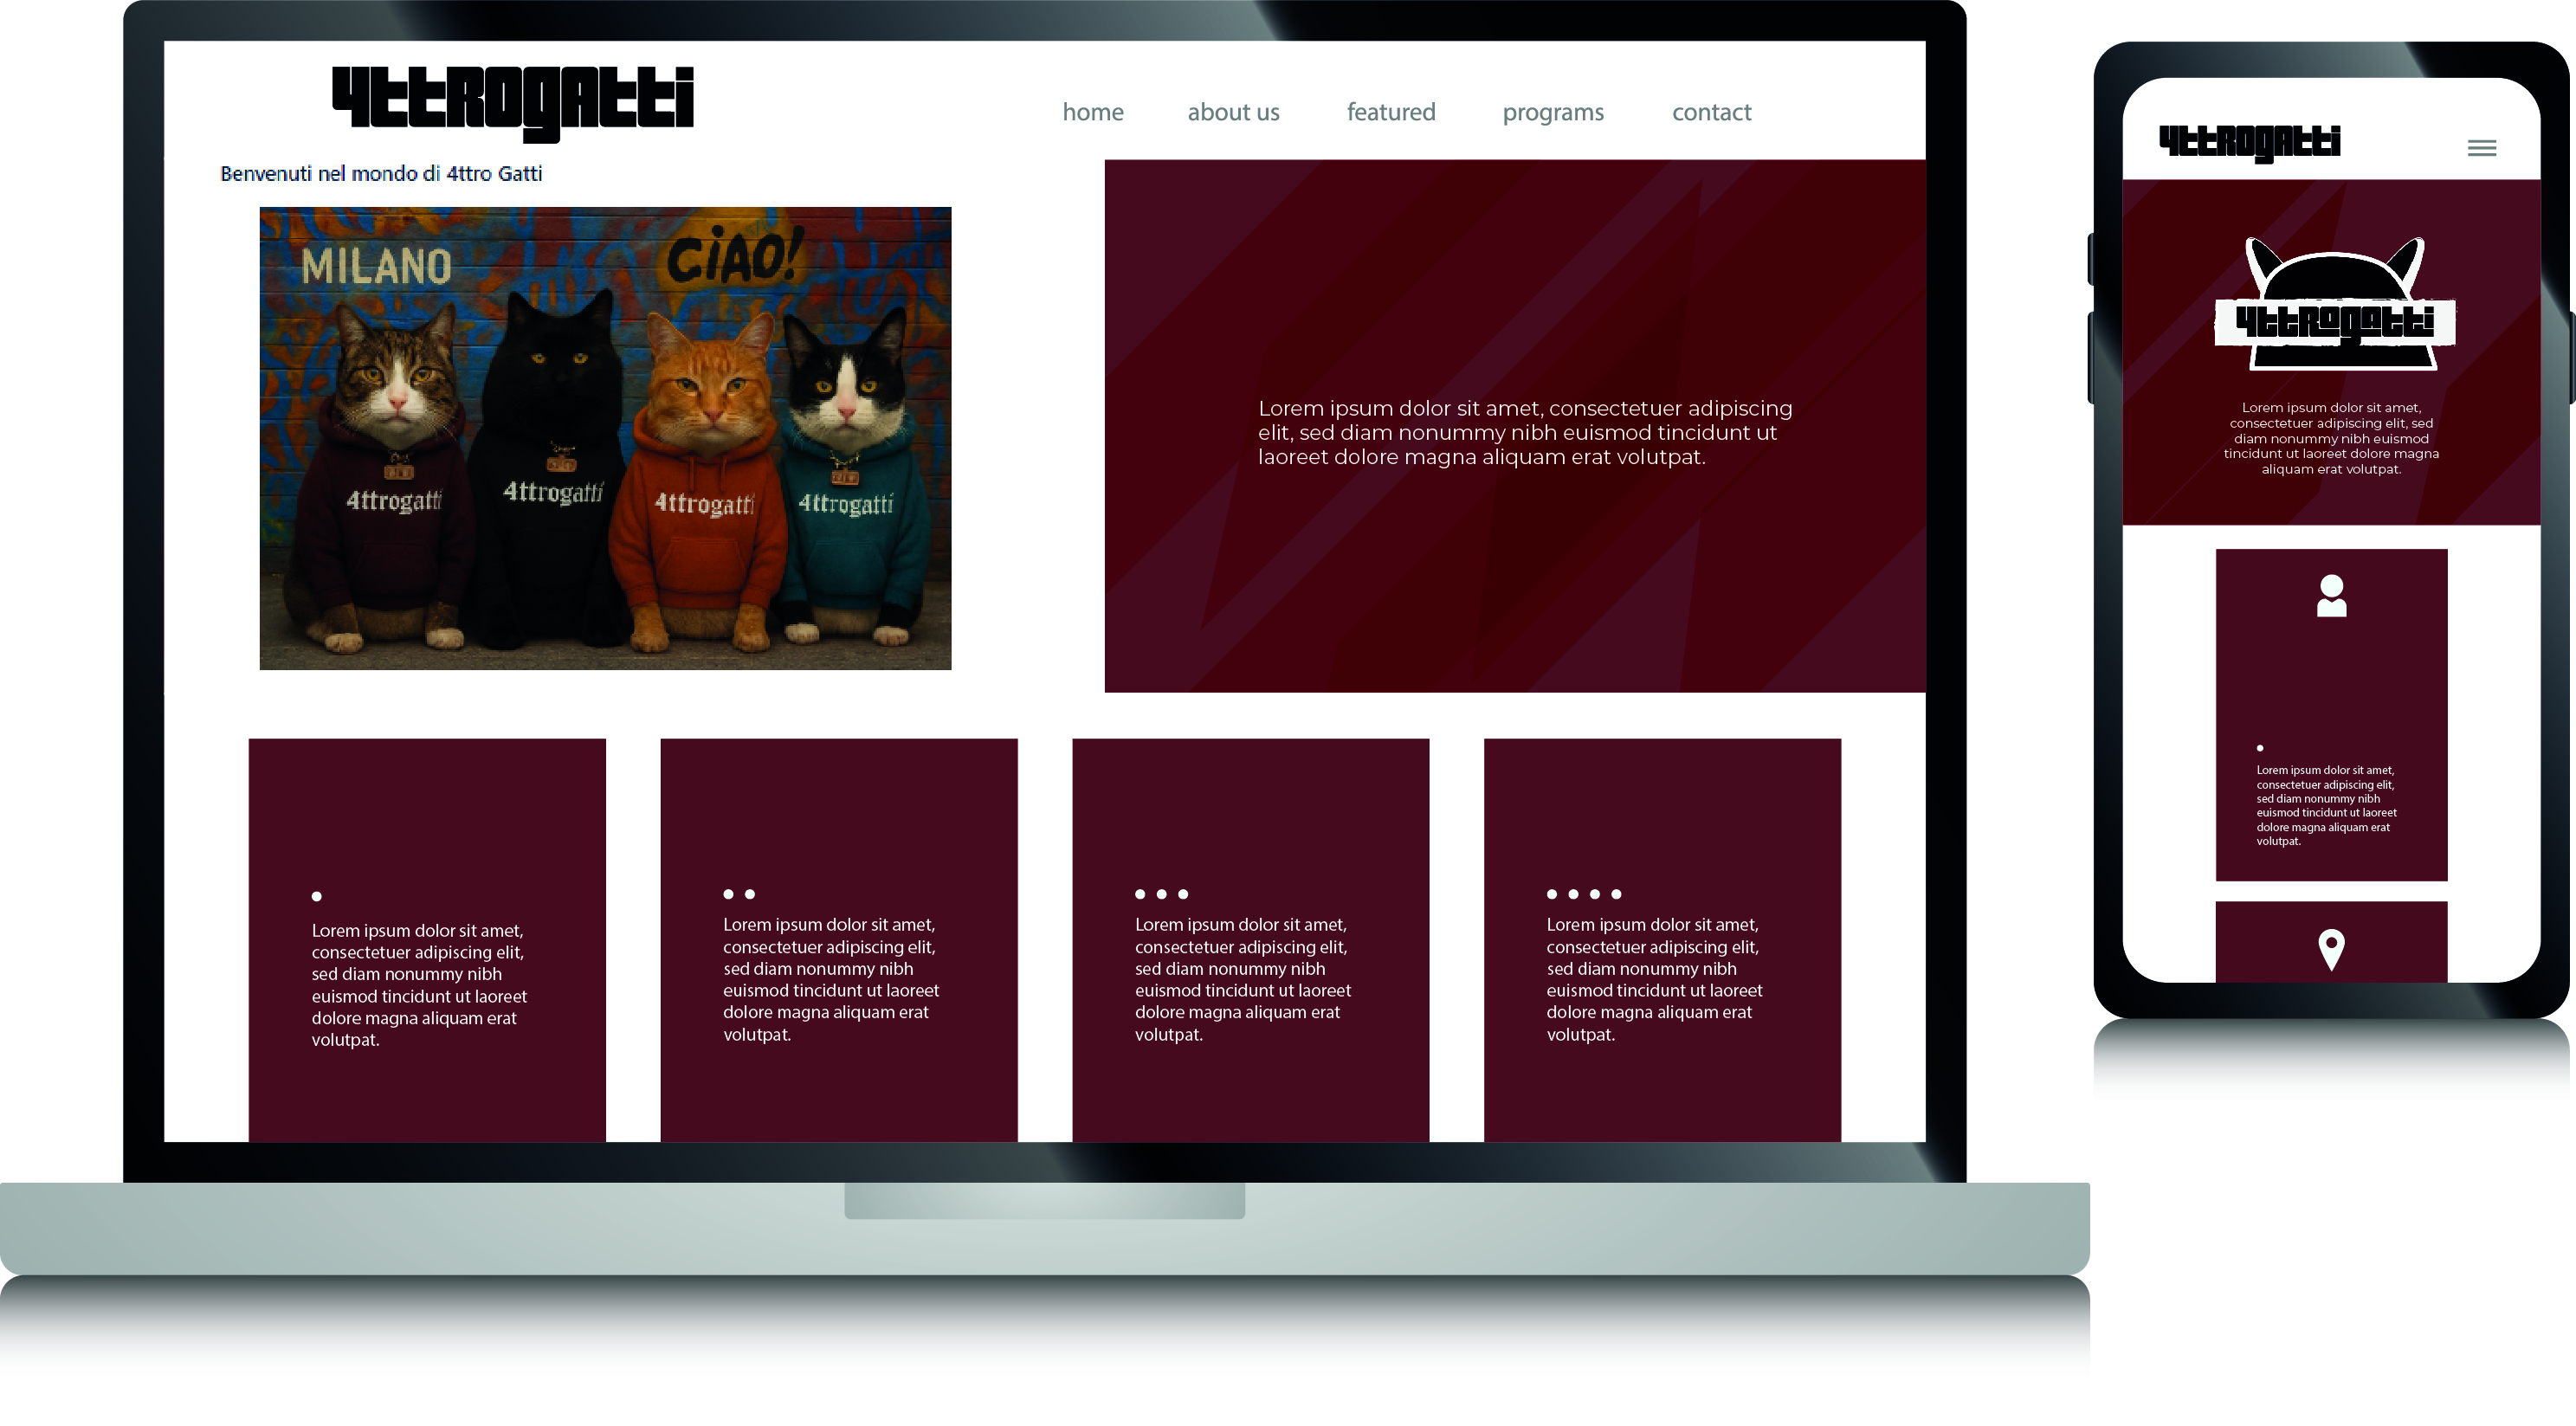 4ttrogatti
home about us featured programs contact
Benvenuti nel mondo di 4ttro Gatti
MILANO
CiAO!
4ttrogatti
4ttrogatti
4ttrogatti
4ttrogatti
Lorem ipsum dolor sit amet, consectetuer adipiscing
elit, sed diam nonummy nibh euismod tincidunt ut
laoreet dolore magna aliquam erat volutpat.
Lorem ipsum dolor sit amet,
consectetuer adipiscing elit,
sed diam nonummy nibh
euismod tincidunt ut laoreet
dolore magna aliquam erat
volutpat.
Lorem ipsum dolor sit amet,
consectetuer adipiscing elit,
sed diam nonummy nibh
euismod tincidunt ut laoreet
dolore magna aliquam erat
volutpat.
Lorem ipsum dolor sit amet,
consectetuer adipiscing elit,
sed diam nonummy nibh
euismod tincidunt ut laoreet
dolore magna aliquam erat
volutpat.
Lorem ipsum dolor sit amet,
consectetuer adipiscing elit,
sed diam nonummy nibh
euismod tincidunt ut laoreet
dolore magna aliquam erat
volutpat.
4ttrogatti
4ttrogatti
Lorem ipsum dolor sit amet,
consectetuer adipiscing elit, sed
diam nonummy nibh euismod
tincidunt ut laoreet dolore magna
aliquam erat volutpat.
Lorem ipsum dolor sit amet,
consectetuer adipiscing elit,
sed diam nonummy nibh
euismod tincidunt ut laoreet
dolore magna aliquam erat
volutpat.